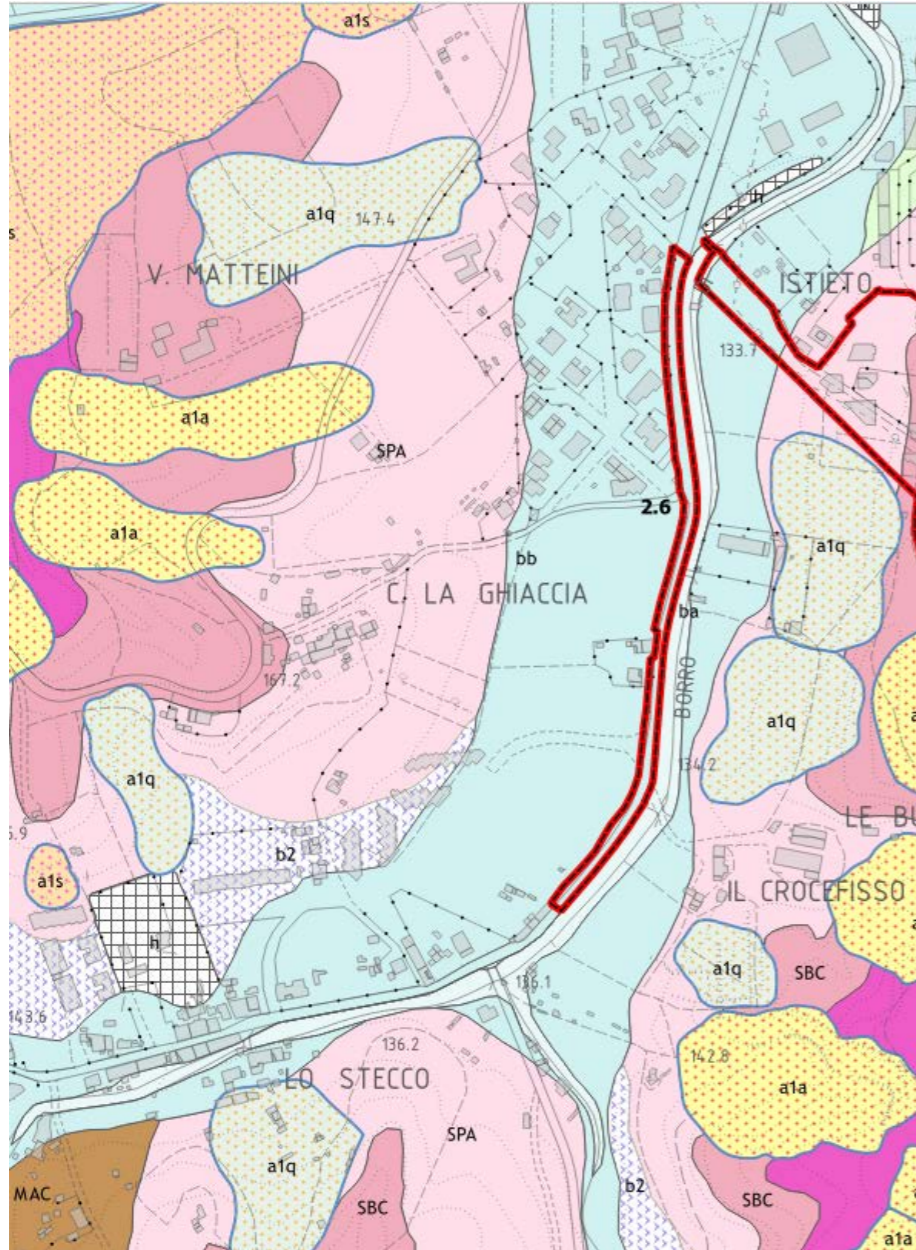 a1s
a1q
147.4
V. MATTEINI
h
ISTIETO
s
133.7
a1a
SPA
2.6
a1a
bb
a1q
C. LA GHIACCIA
ba
167.2
BORRO
a1q
a1q
134.2
LE BU
b2
a1s
IL CROCEFISSO
h
a1q
SBC
136.1
143.6
136.2
142.8
LO STECCO
a1a
SPA
a1q
MAC
b2
SBC
SBC
a1a